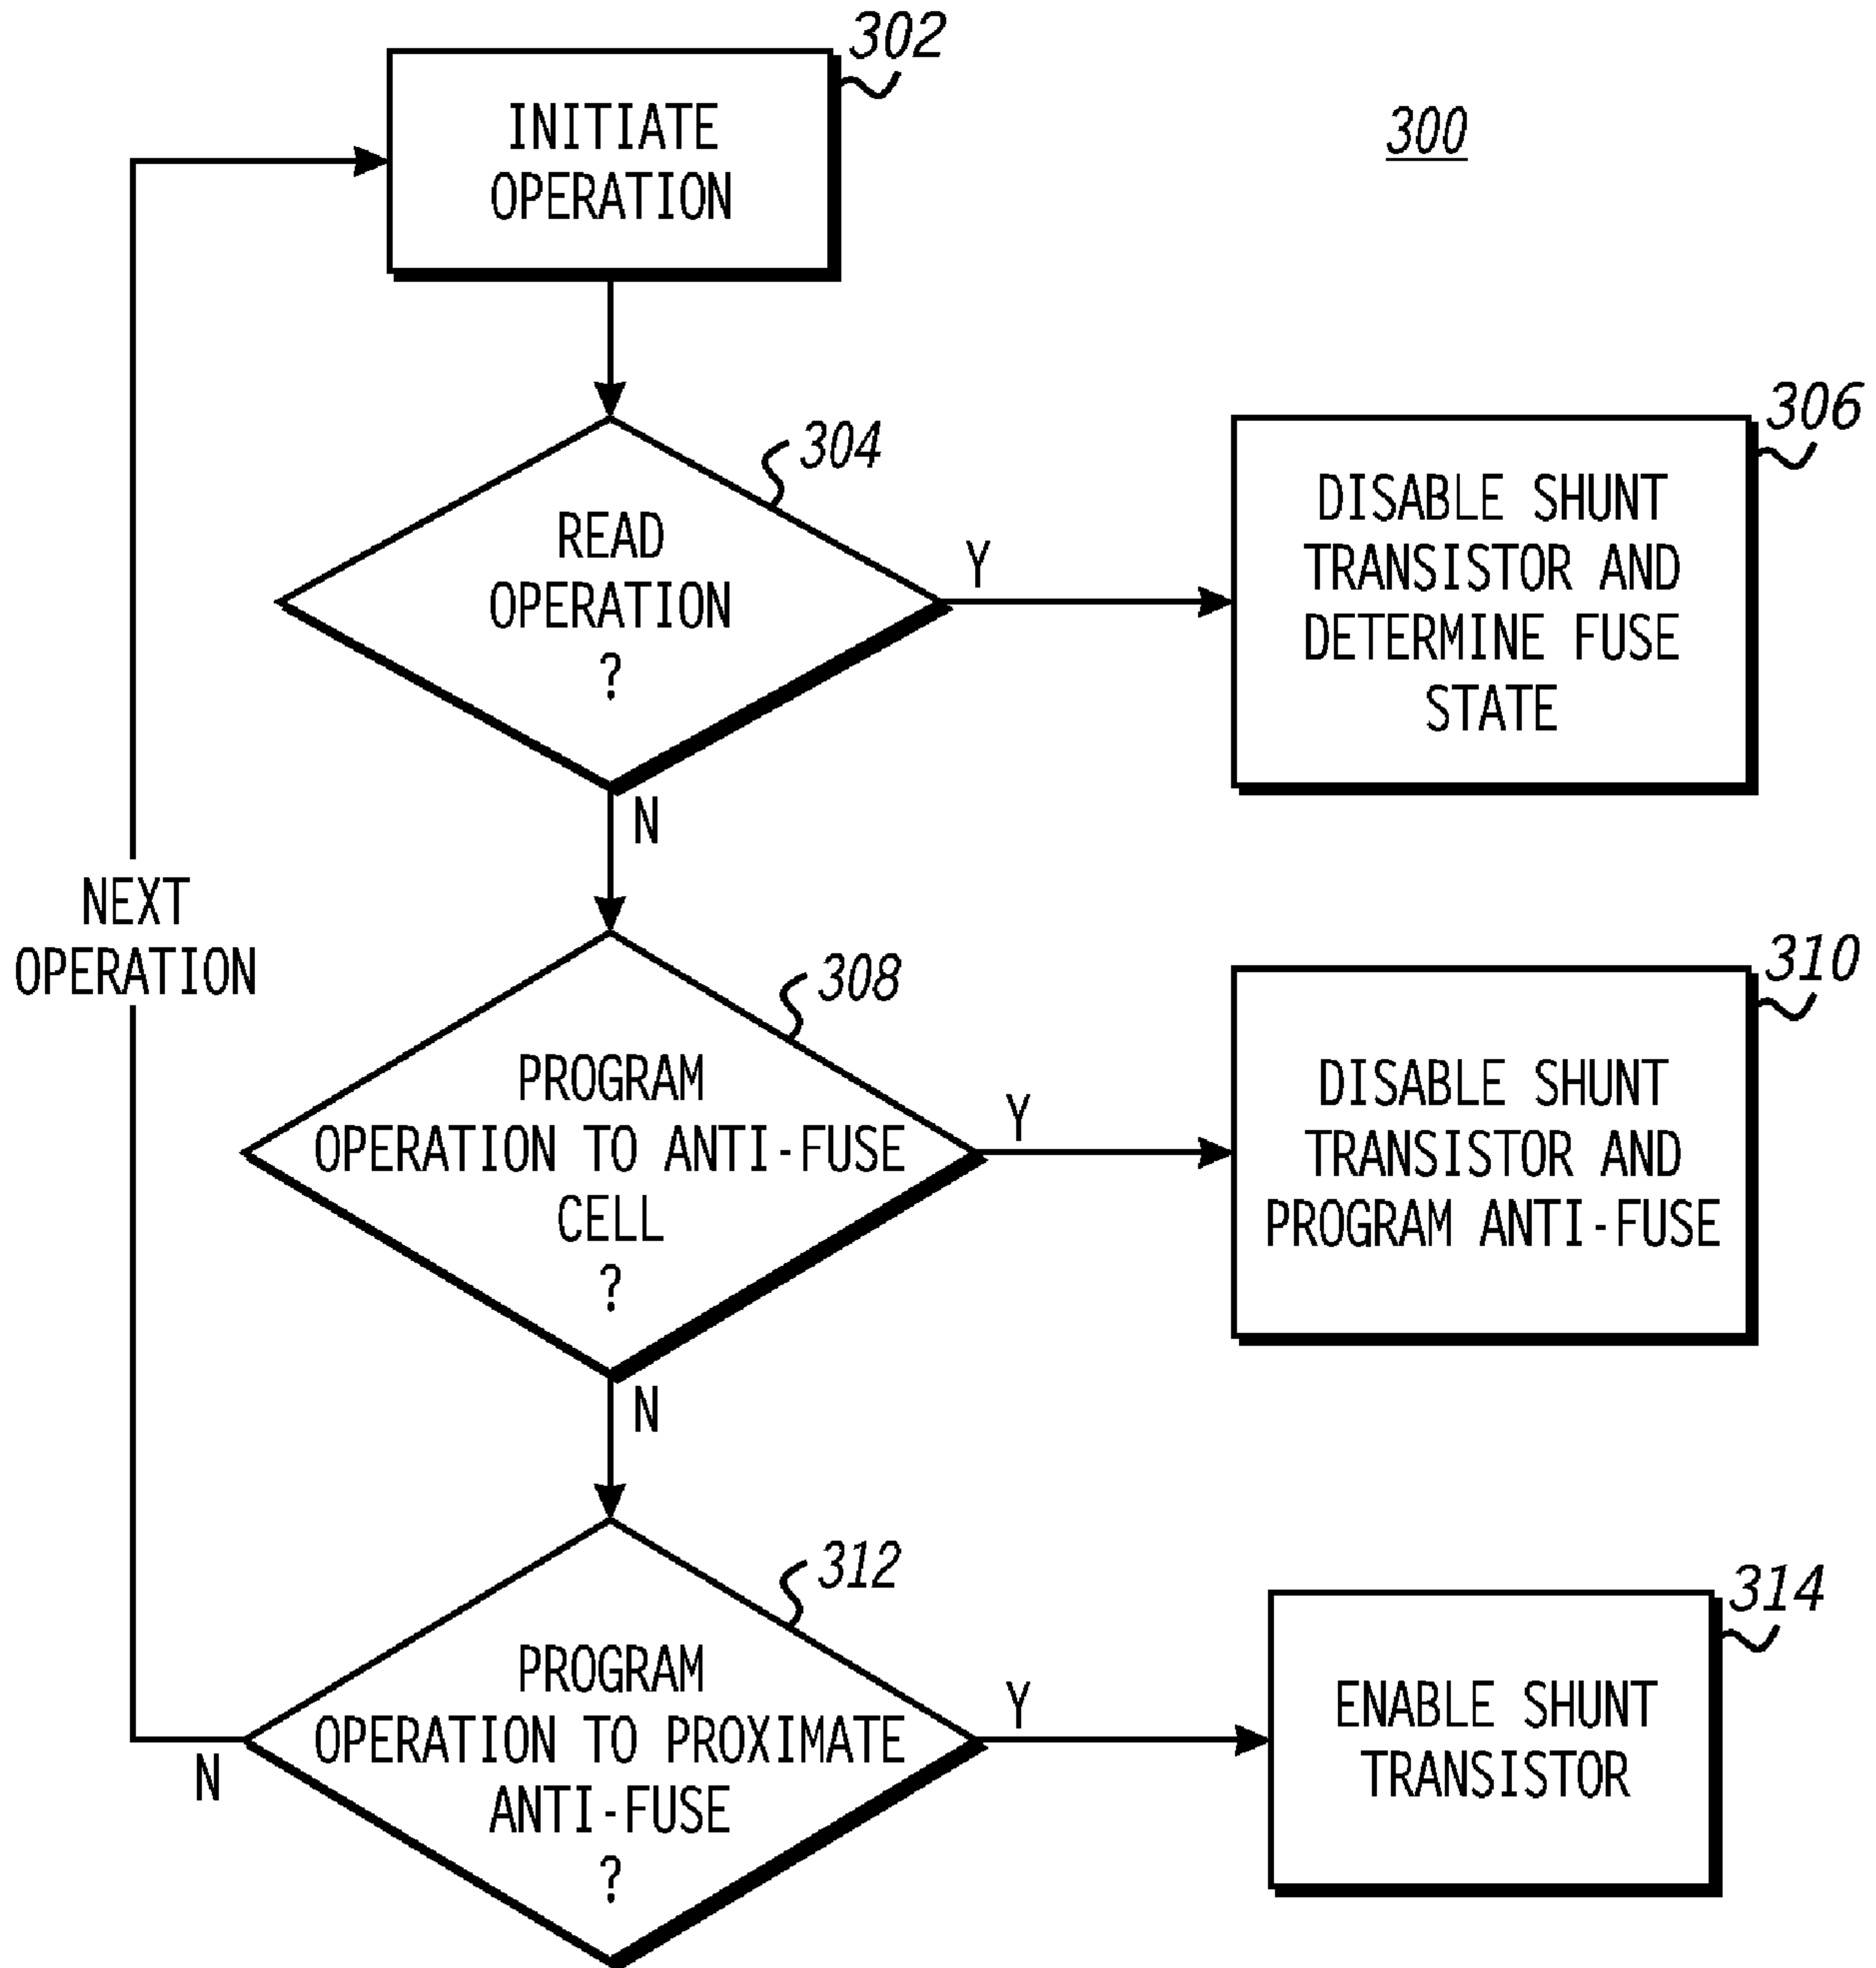 302
INITIATE
OPERATION
300
304
READ
OPERATION
?
Y
306
DISABLE SHUNT
TRANSISTOR AND
DETERMINE FUSE
STATE
N
NEXT
OPERATION
308
PROGRAM
OPERATION TO ANTI-FUSE
CELL
?
Y
310
DISABLE SHUNT
TRANSISTOR AND
PROGRAM ANTI-FUSE
N
312
PROGRAM
OPERATION TO PROXIMATE
ANTI-FUSE
?
N
Y
314
ENABLE SHUNT
TRANSISTOR